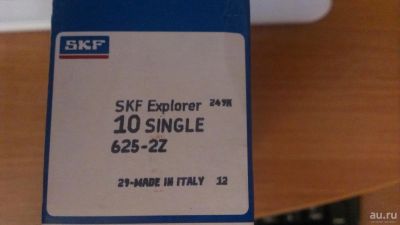 SKF
SKF Explorer 249K
10 SINGLE
625-2Z
29-MADE IN ITALY 12
au.ru